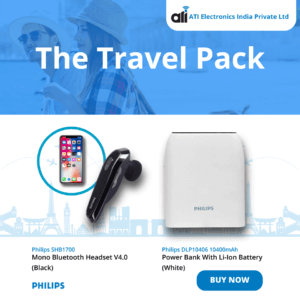 ati ATI Electronics India Private Ltd
The Travel Pack
PHILIPS
Philips SHB1700
Mono Bluetooth Headset V4.0
(Black)
PHILIPS
Philips DLP10406 10400mAh
Power Bank With Li-Ion Battery
(White)
BUY NOW